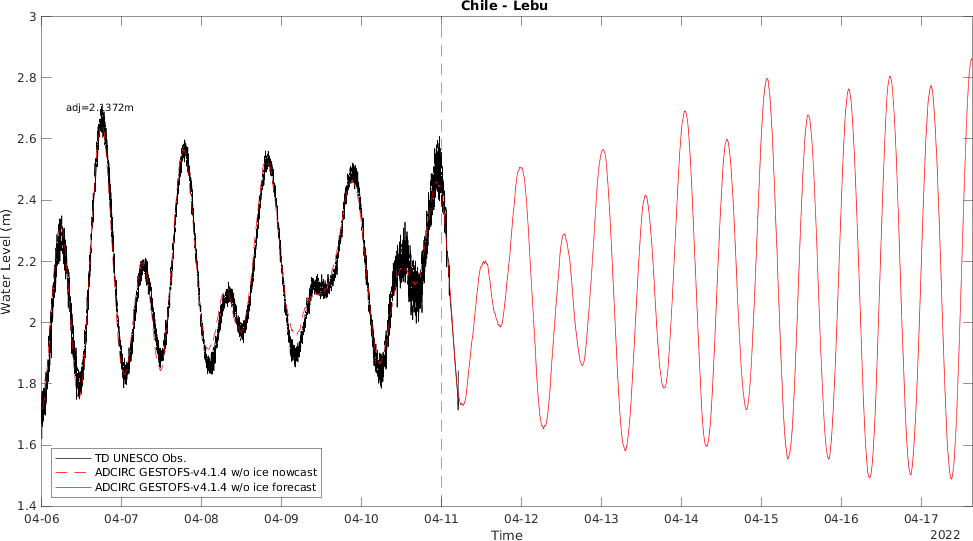 Chile - Lebu
3
2.8
adj=2.1372m
2.6
2.4
2.2
2
1.8
1.6
1.4
Water Level (m)
TD UNESCO Obs.
ADCIRC GESTOFS-v4.1.4 w/o ice nowcast
ADCIRC GESTOFS-v4.1.4 w/o ice forecast
04-06 04-07 04-08 04-09 04-10 04-11 04-12 04-13 04-14 04-15 04-16 04-17
Time
2022